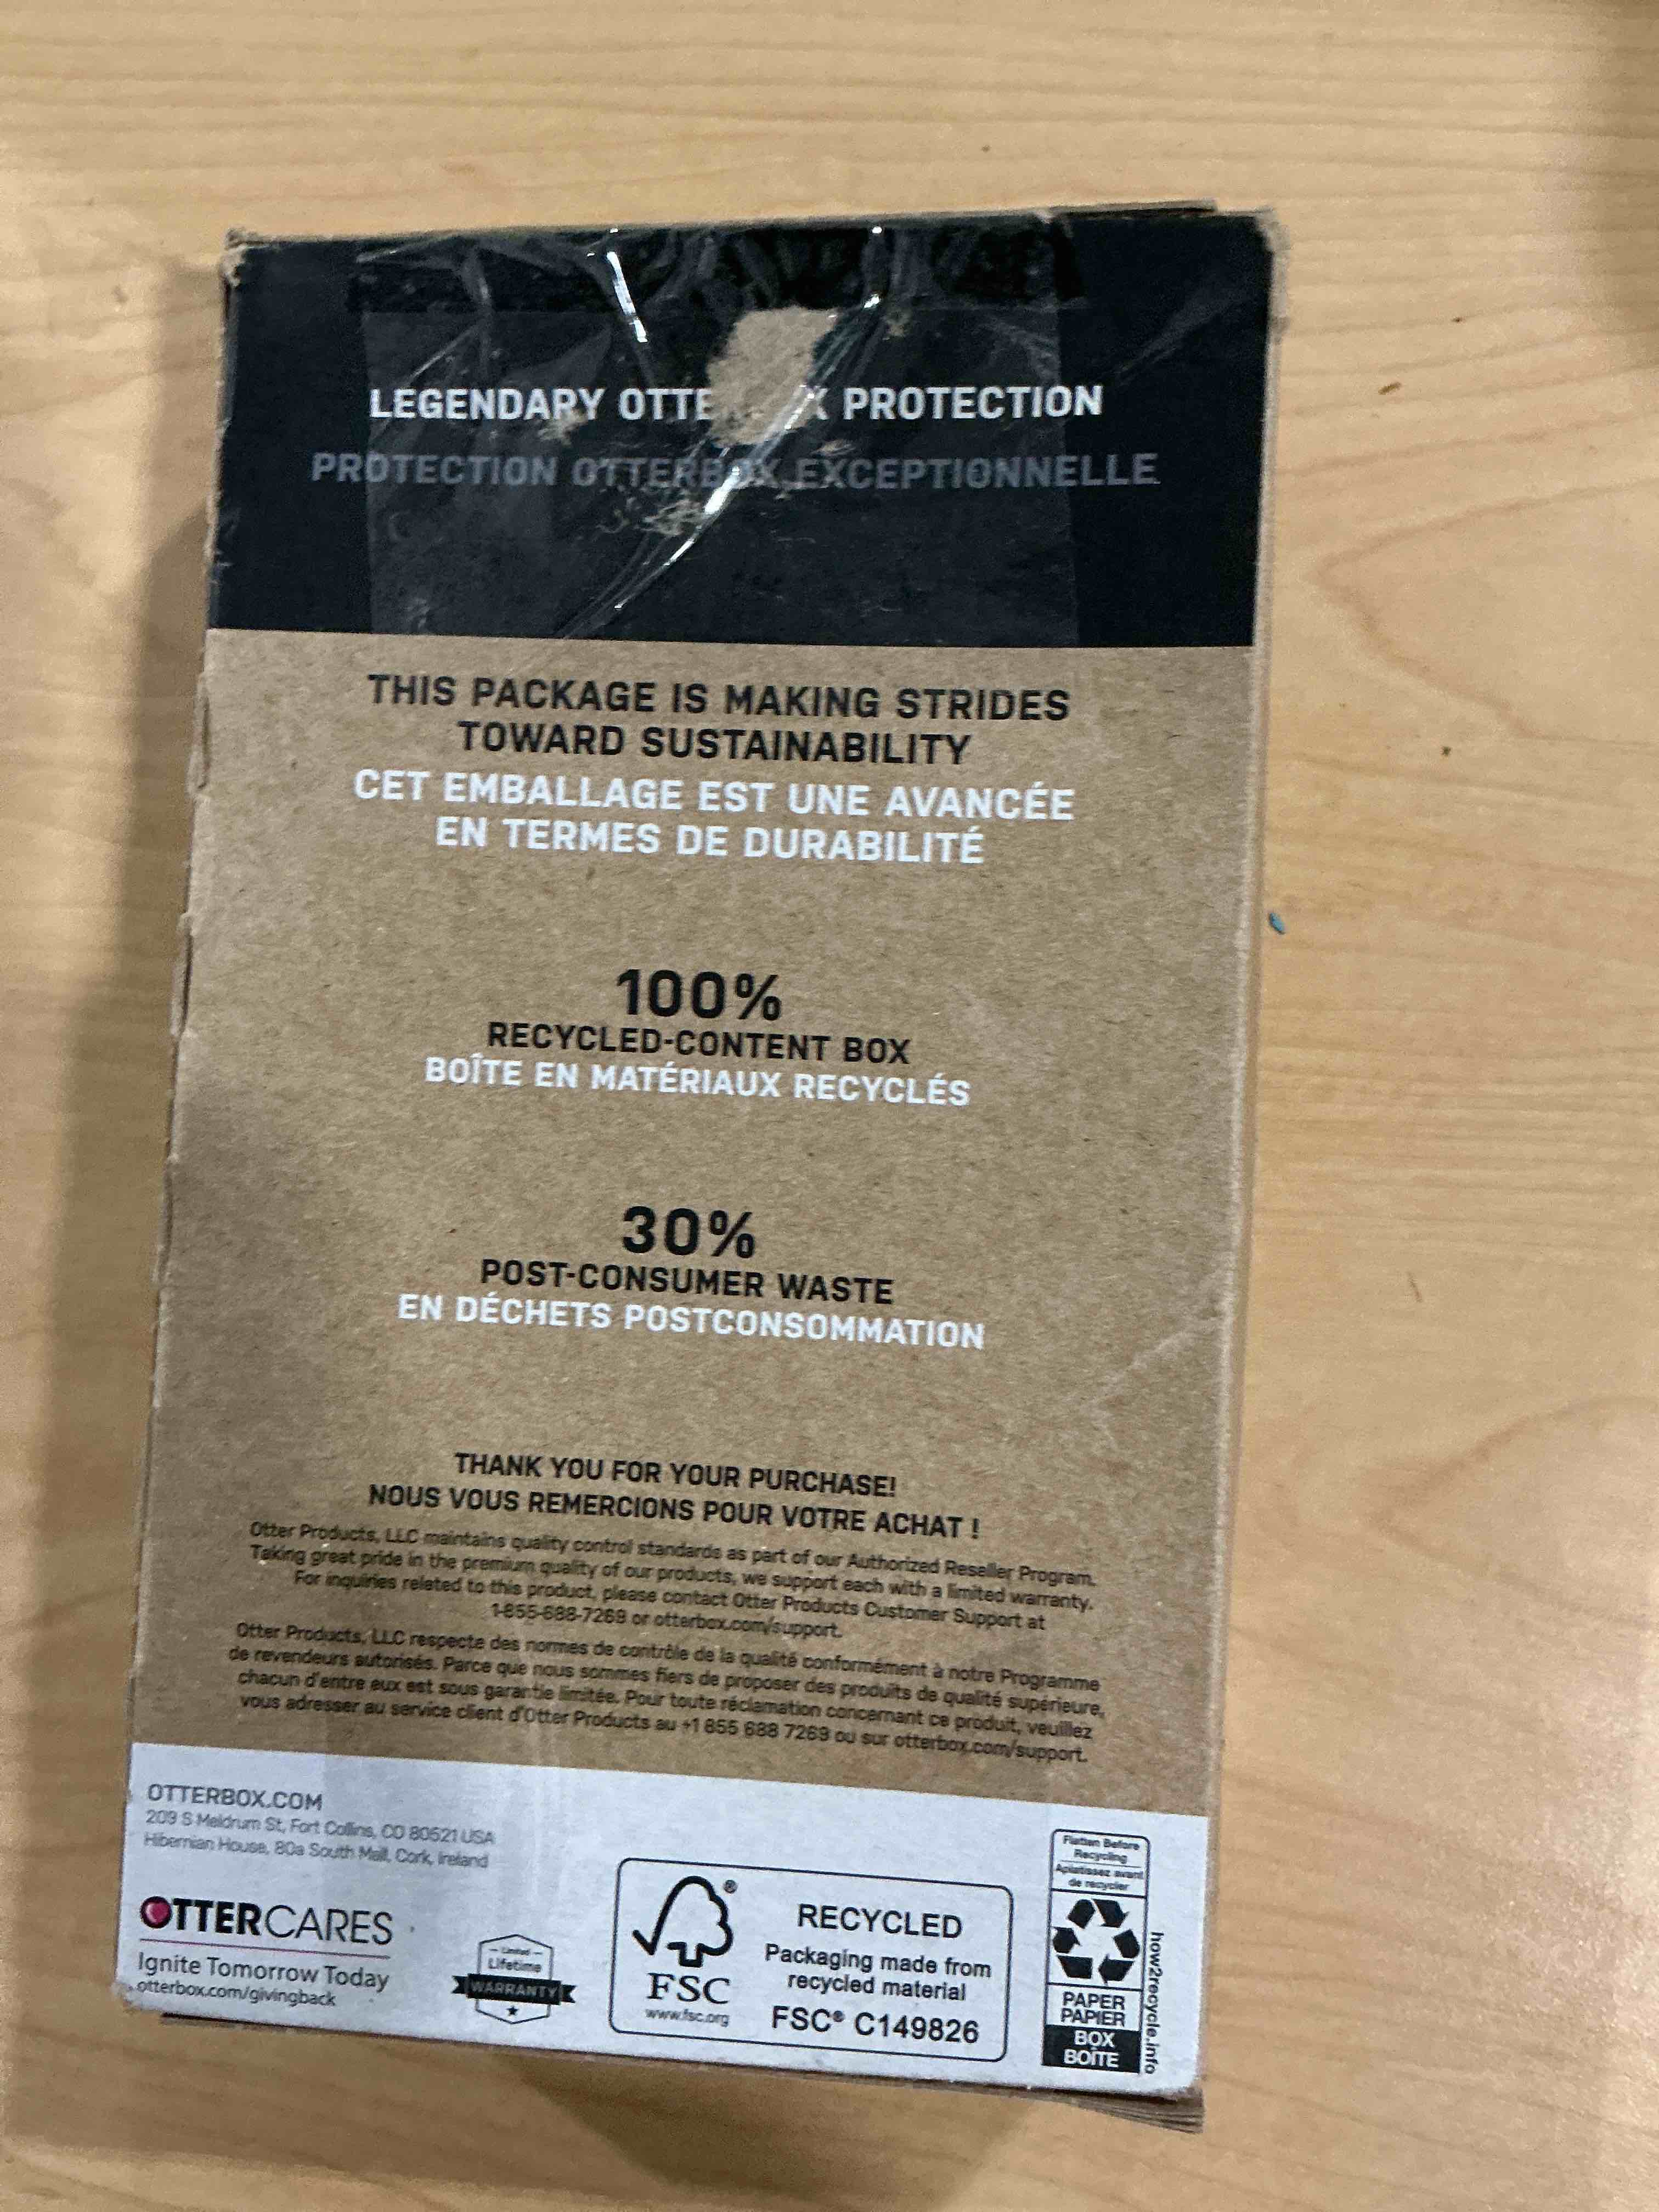 LEGENDARY PROTECTION
PROTECTION OTTERBOX EXCEPTIONNELLE
THIS PACKAGE IS MAKING STRIDES
TOWARD SUSTAINABILITY
CET EMBALLAGE EST UNE AVANCÉE
EN TERMES DE DURABILITÉ
100%
RECYCLED-CONTENT BOX
BOÎTE EN MATÉRIAUX RECYCLÉS
30%
POST-CONSUMER WASTE
EN DÉCHETS POSTCONSOMMATION
THANK YOU FOR YOUR PURCHASE!
NOUS VOUS REMERCIONS POUR VOTRE ACHAT !
Otter Products, LLC maintains quality control standards as part of our Authorized Reseller Program.
Taking great pride in the premium quality of our products, we support each with a limited warranty.
For inquiries related to this product, please contact Otter Products Customer Support at
1-855-688-7269 or otterbox.com/support.
Otter Products, LLC respecte des normes de contrôle de la qualité conformément à notre Programme
de revendeurs autorisés. Parce que nous sommes fiers de proposer des produits de qualité supérieure,
chacun d'entre eux est sous garantie limitée. Pour toute réclamation concernant ce produit, veuillez
vous adresser au service client d'Otter Products au +1 855 688 7269 ou sur otterbox.com/support.
OTTERBOX.COM
209 S Meldrum St, Fort Collins, CO 80521 USA
Hibernian House, 80a South Mall, Cork, Ireland
OTTERCARES
Ignite Tomorrow Today
otterbox.com/givingback
Limited
Lifetime
WARRANTY
FSC
www.fsc.org
RECYCLED
Packaging made from
recycled material
FSC® C149826
Flatten Before
Recycling
Aplatissez avant
de recycler
PAPER
PAPIER
BOX
BOÎTE
how2recycle.info